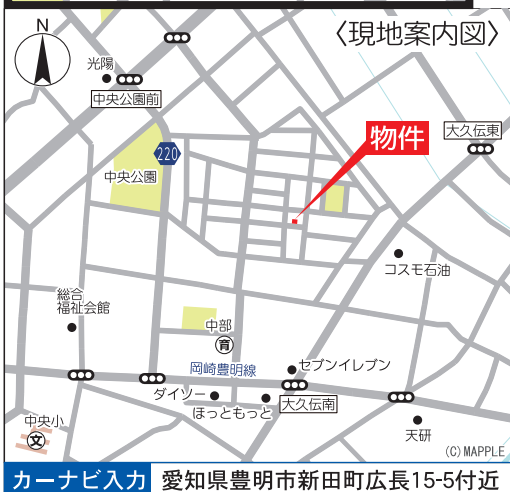 〈現地案内図〉
N
光陽
中央公園前
大久伝東
物件
220
中央公園
コスモ石油
総合
福祉会館
中部
育
岡崎豊明線
セブンイレブン
ダイソー
ほっともっと
大久伝南
中央小
文
天研
(C)MAPPLE
カーナビ入力 愛知県豊明市新田町広長15-5付近